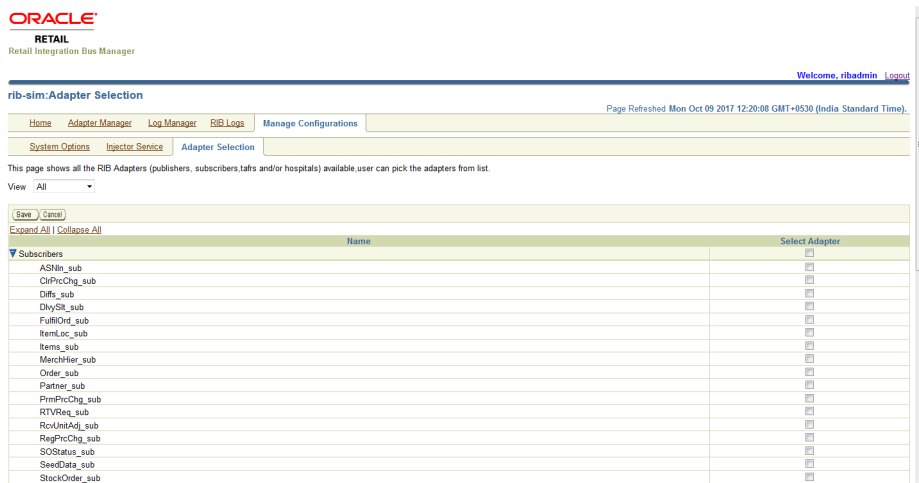 ORACLE
RETAIL
Retail Integration Bus Manager
Welcome, ribadmin Logout
rib-sim:Adapter Selection
Page Refreshed Mon Oct 09 2017 12:20:08 GMT+0530 (India Standard Time).
Home Adapter Manager Log Manager RIB Logs Manage Configurations
System Options Injector Service Adapter Selection
This page shows all the RIB Adapters (publishers, subscribers,tafrs and/or hospitals) available,user can pick the adapters from list.
View All
Save Cancel
Expand All | Collapse All
Name Select Adapter
Subscribers
ASNIn_sub
ClrPrcChg_sub
Diffs_sub
DlvySlt_sub
FulfilOrd_sub
ItemLoc_sub
Items_sub
MerchHier_sub
Order_sub
Partner_sub
PrmPrcChg_sub
RTVReq_sub
RcvUnitAdj_sub
RegPrcChg_sub
SOStatus_sub
SeedData_sub
StockOrder_sub